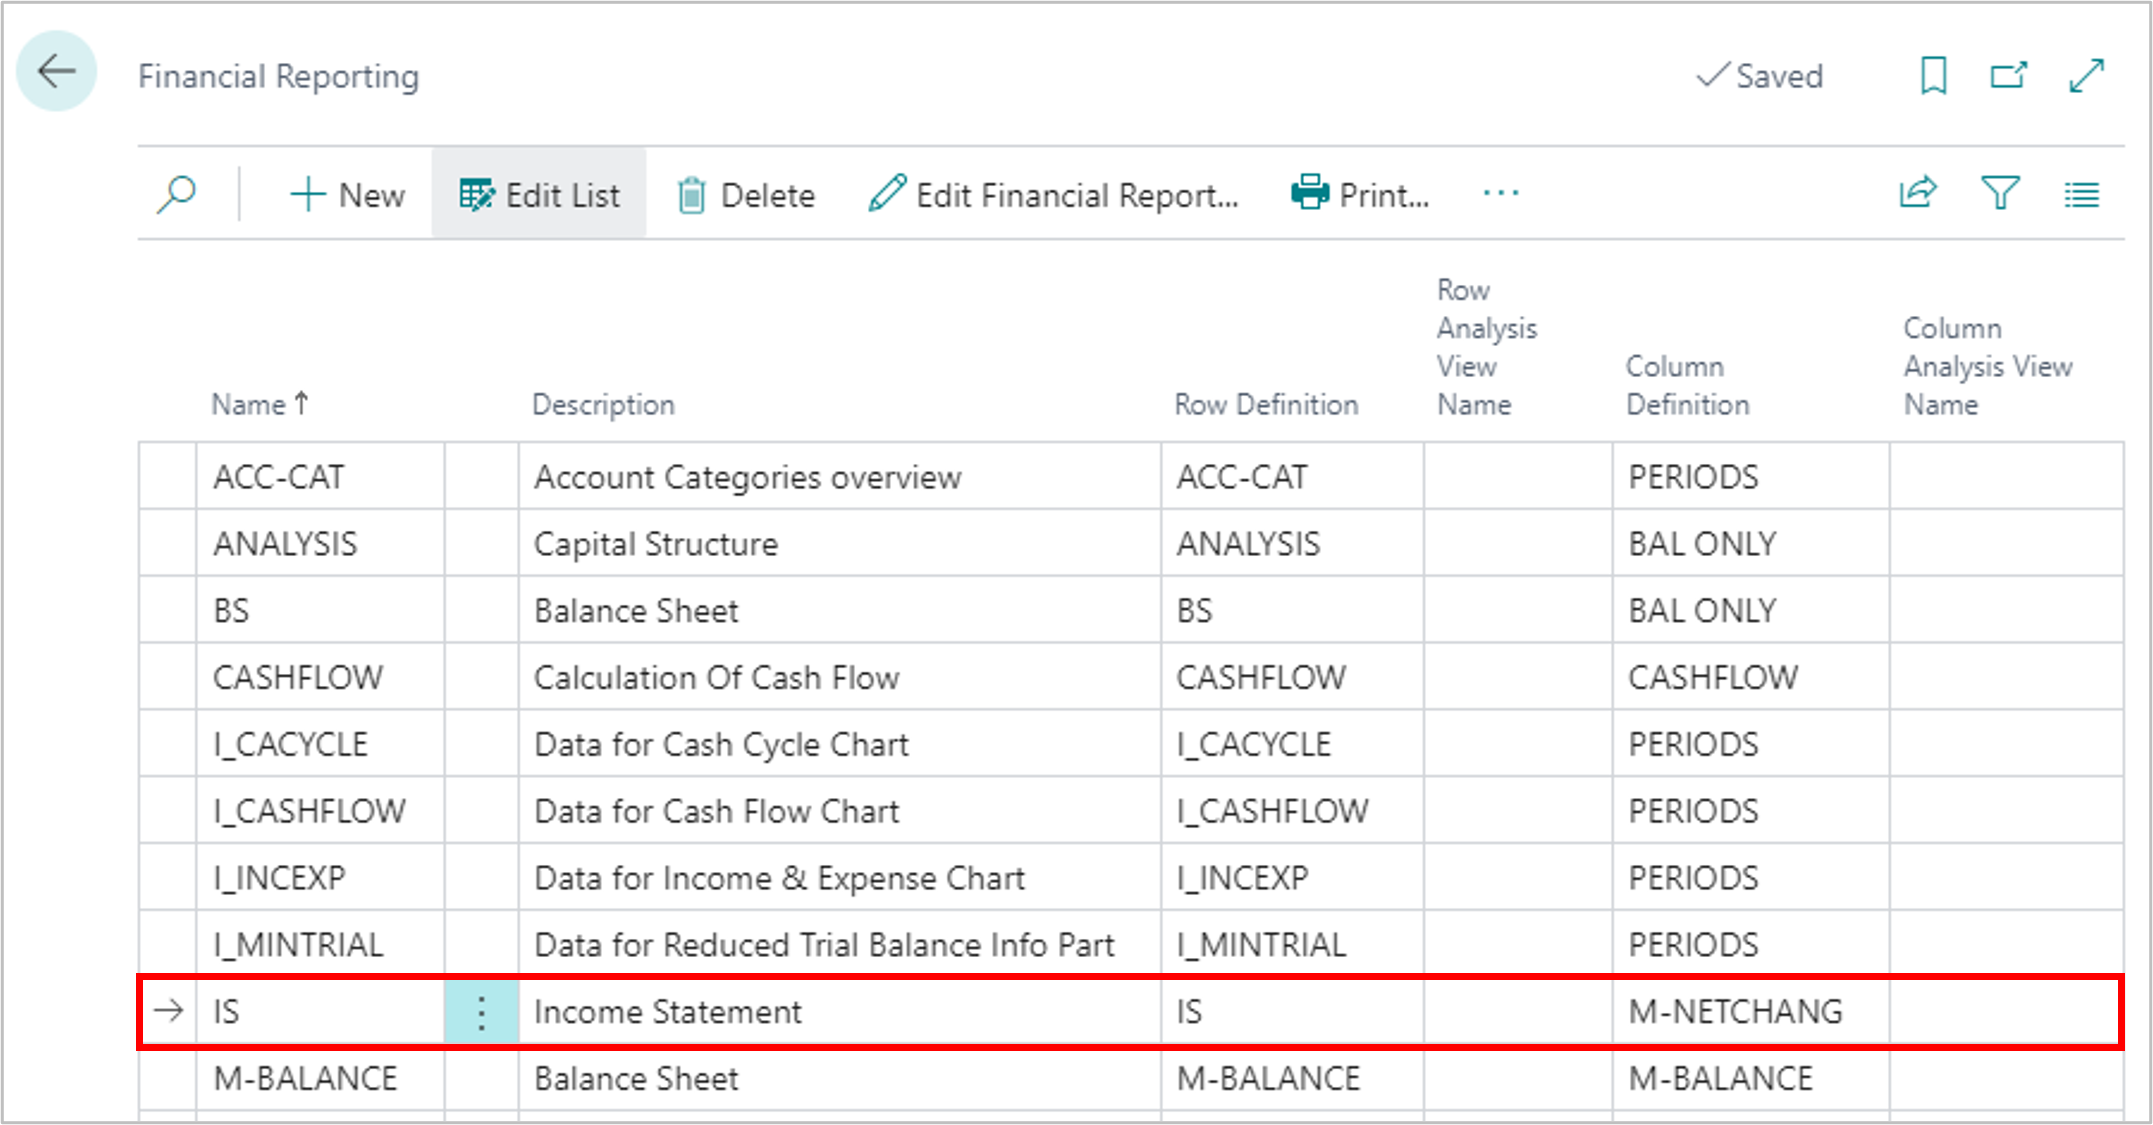 Financial Reporting
Saved
New
Edit List
Delete
Edit Financial Report...
Print...
Name ↑
Description
Row Definition
Row
Analysis
View
Name
Column
Definition
Column
Analysis View
Name
ACC-CAT Account Categories overview ACC-CAT PERIODS
ANALYSIS Capital Structure ANALYSIS BAL ONLY
BS Balance Sheet BS BAL ONLY
CASHFLOW Calculation Of Cash Flow CASHFLOW CASHFLOW
I_CACYCLE Data for Cash Cycle Chart I_CACYCLE PERIODS
I_CASHFLOW Data for Cash Flow Chart I_CASHFLOW PERIODS
I_INCEXP Data for Income & Expense Chart I_INCEXP PERIODS
I_MINTRIAL Data for Reduced Trial Balance Info Part I_MINTRIAL PERIODS
IS Income Statement IS M-NETCHANG
M-BALANCE Balance Sheet M-BALANCE M-BALANCE